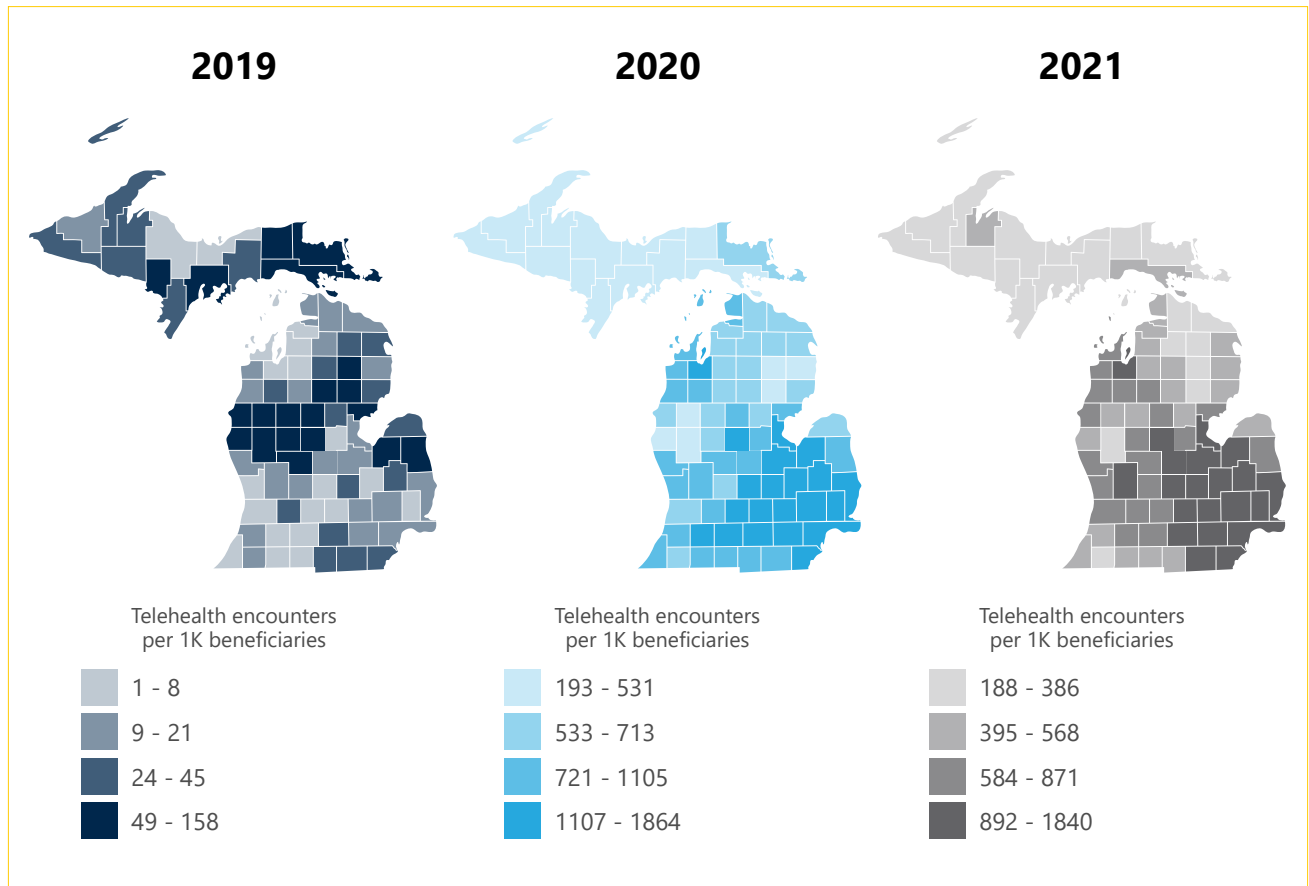 2019
2020
2021
Telehealth encounters
per 1K beneficiaries
1 - 8
9 - 21
24 - 45
49 - 158
Telehealth encounters
per 1K beneficiaries
193 - 531
533 - 713
721 - 1105
1107 - 1864
Telehealth encounters
per 1K beneficiaries
188 - 386
395 - 568
584 - 871
892 - 1840